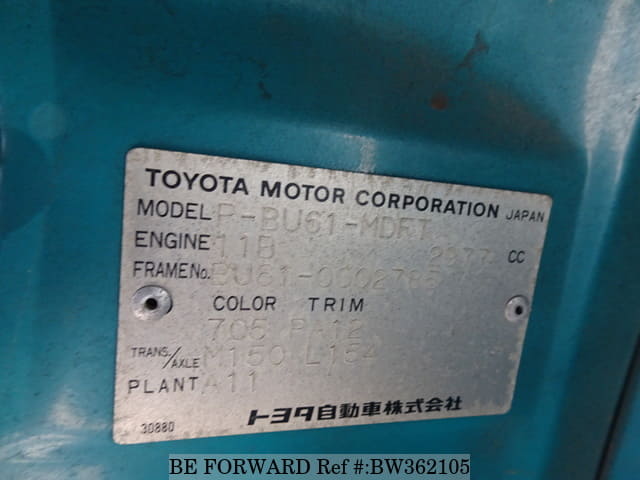 TOYOTA MOTOR CORPORATION JAPAN
MODEL P-BU61-MDRT
ENGINE 11B 2977 CC
FRAME No. BU61-0002785
COLOR TRIM
705 PA12
TRANS./AXLE M150 L154
PLANT A11
トヨタ自動車株式会社
30880
BE FORWARD Ref #:BW362105